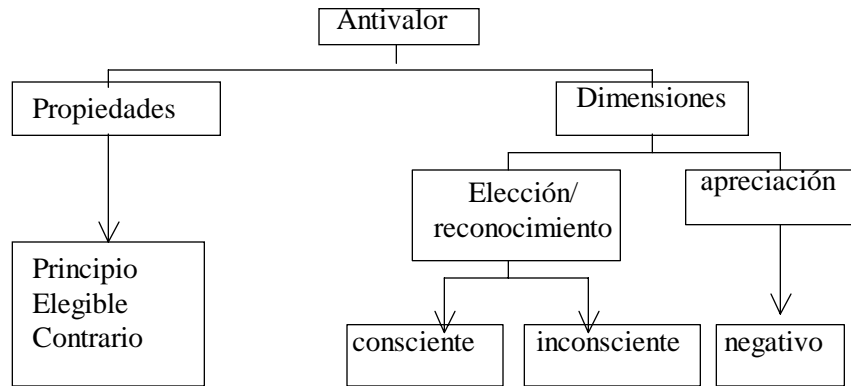 Antivalor
Propiedades
Dimensiones
Elección/
reconocimiento
apreciación
Principio
Elegible
Contrario
consciente
inconsciente
negativo